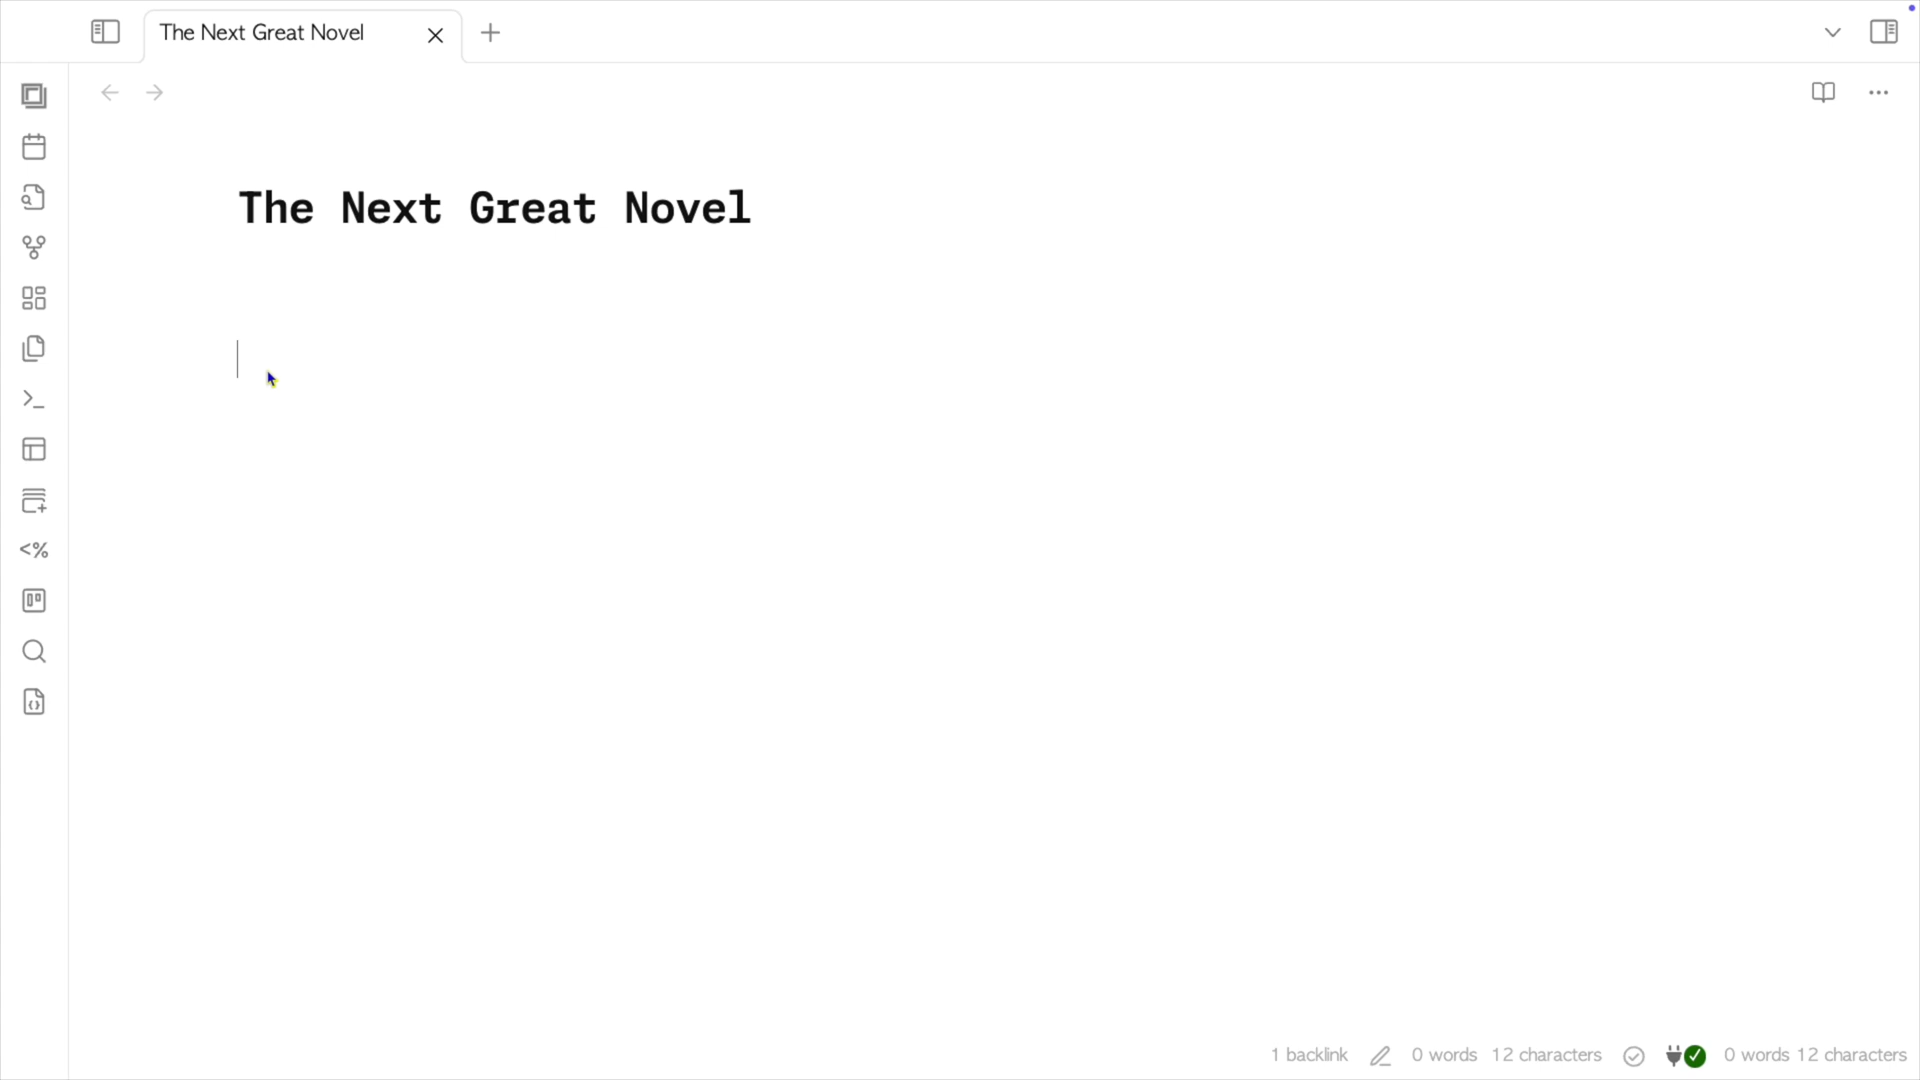 The Next Great Novel
The Next Great Novel
<%
1 backlink 0 words 12 characters 0 words 12 characters